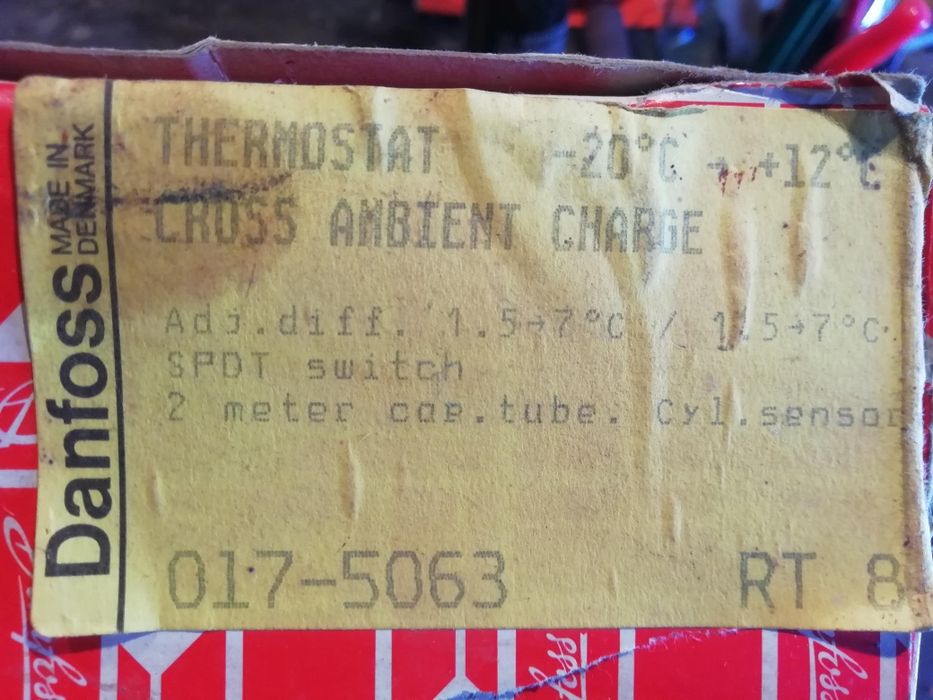 Danfoss MADE IN DENMARK
THERMOSTAT -20°C → +12°C
CROSS AMBIENT CHARGE
Adj.diff. 1.5→7°C / 1.5→7°C
SPDT switch
2 meter cap.tube. Cyl.sensor
017-5063 RT 8